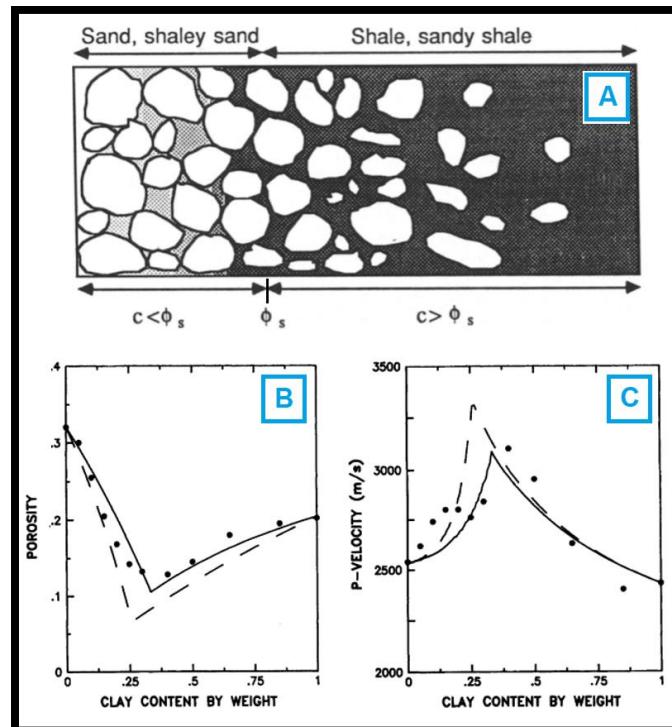 Sand, shaley sand
Shale, sandy shale
A
c<ϕs
ϕs
c> ϕs
B
.4
.3
.2
.1
0
POROSITY
0
.25
.5
.75
1
CLAY CONTENT BY WEIGHT
C
3500
3000
2500
2000
P-VELOCITY (m/s)
0
.25
.5
.75
1
CLAY CONTENT BY WEIGHT